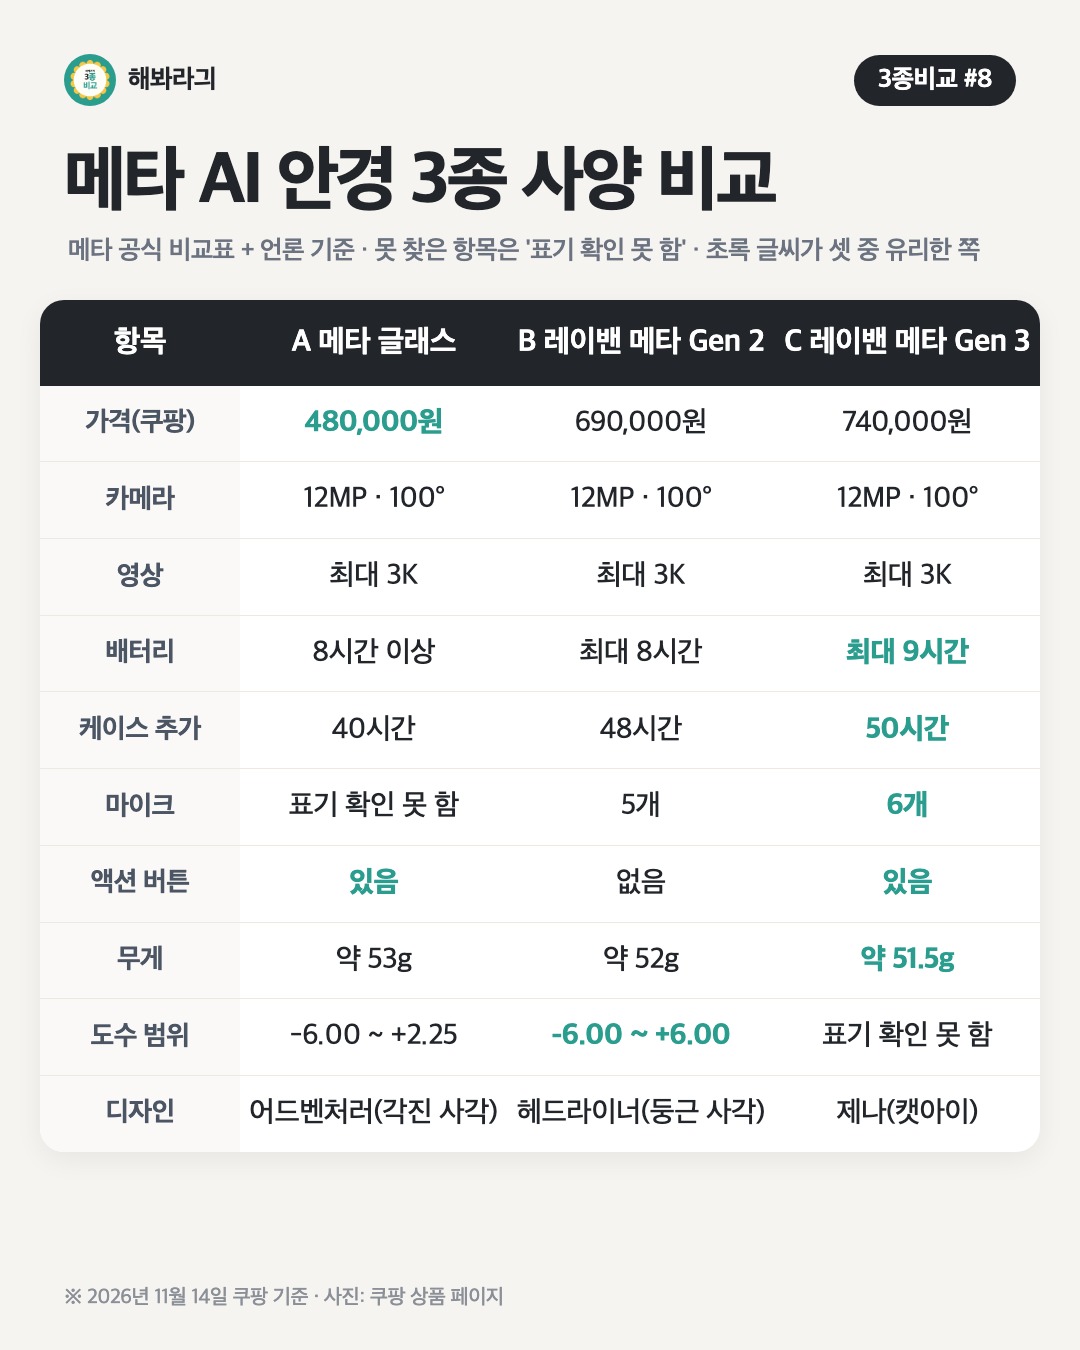 3종
비교
해봐라긔
3종비교 #8
메타 AI 안경 3종 사양 비교
메타 공식 비교표 + 언론 기준 · 못 찾은 항목은 '표기 확인 못 함' · 초록 글씨가 셋 중 유리한 쪽
항목 A 메타 글래스 B 레이밴 메타 Gen 2 C 레이밴 메타 Gen 3
가격(쿠팡) 480,000원 690,000원 740,000원
카메라 12MP · 100° 12MP · 100° 12MP · 100°
영상 최대 3K 최대 3K 최대 3K
배터리 8시간 이상 최대 8시간 최대 9시간
케이스 추가 40시간 48시간 50시간
마이크 표기 확인 못 함 5개 6개
액션 버튼 있음 없음 있음
무게 약 53g 약 52g 약 51.5g
도수 범위 -6.00 ~ +2.25 -6.00 ~ +6.00 표기 확인 못 함
디자인 어드벤처러(각진 사각) 헤드라이너(둥근 사각) 제나(캣아이)
※ 2026년 11월 14일 쿠팡 기준 · 사진: 쿠팡 상품 페이지